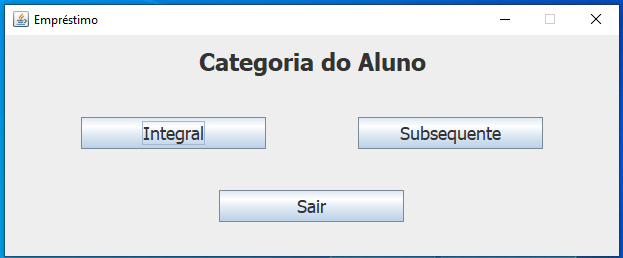 Empréstimo
Categoria do Aluno
Integral
Subsequente
Sair